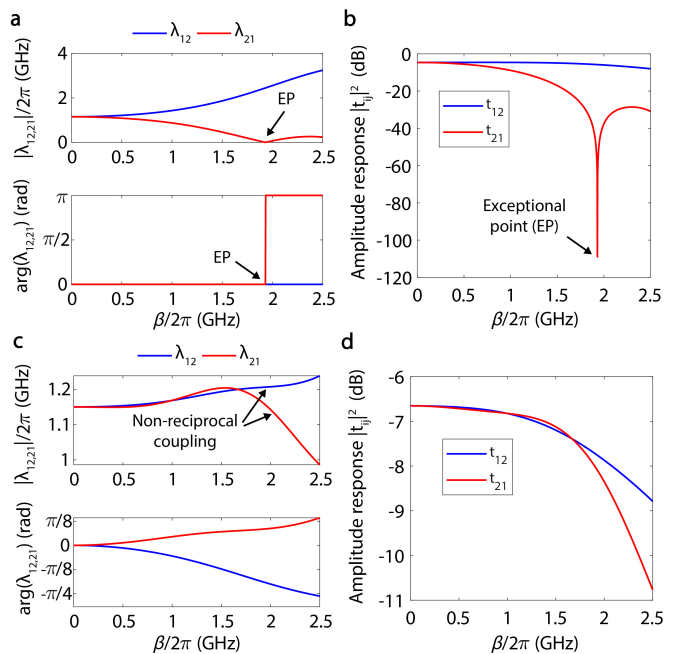 a
λ12 λ21
|λ12,21|/2π (GHz)
4
2
0
EP
0 0.5 1 1.5 2 2.5
arg(λ12,21) (rad)
π
π/2
0
EP
0 0.5 1 1.5 2 2.5
β/2π (GHz)
b
Amplitude response |tij|² (dB)
0
-20
-40
-60
-80
-100
-120
t12
t21
Exceptional
point (EP)
0 0.5 1 1.5 2 2.5
β/2π (GHz)
c
λ12 λ21
|λ12,21|/2π (GHz)
1.2
1.1
1
Non-reciprocal
coupling
0 0.5 1 1.5 2 2.5
arg(λ12,21) (rad)
π/8
0
-π/8
-π/4
0 0.5 1 1.5 2 2.5
β/2π (GHz)
d
Amplitude response |tij|² (dB)
-6
-7
-8
-9
-10
-11
t12
t21
0 0.5 1 1.5 2 2.5
β/2π (GHz)